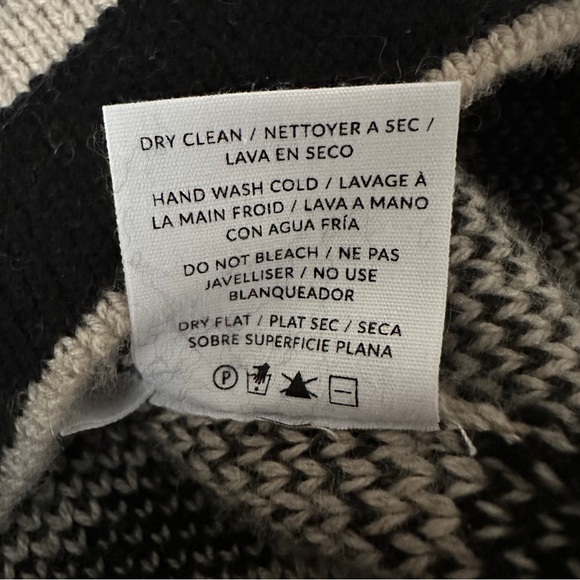 DRY CLEAN / NETTOYER A SEC /
LAVA EN SECO
HAND WASH COLD / LAVAGE À
LA MAIN FROID / LAVA A MANO
CON AGUA FRÍA
DO NOT BLEACH / NE PAS
JAVELLISER / NO USE
BLANQUEADOR
DRY FLAT / PLAT SEC / SECA
SOBRE SUPERFICIE PLANA
P